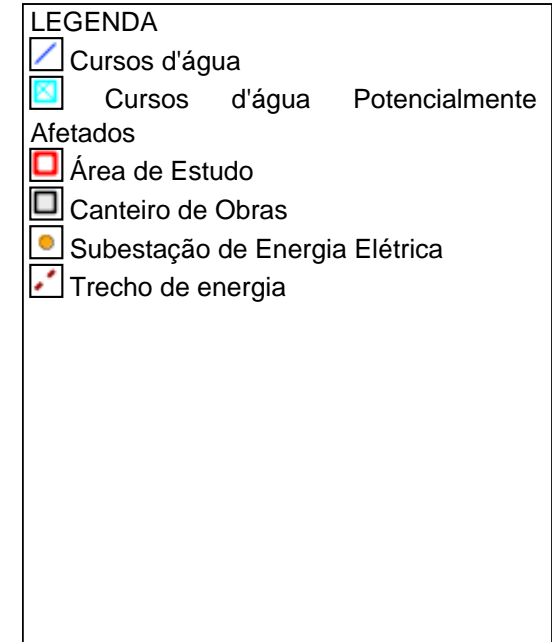 LEGENDA
Cursos d'água
Cursos d'água Potencialmente
Afetados
Área de Estudo
Canteiro de Obras
Subestação de Energia Elétrica
Trecho de energia